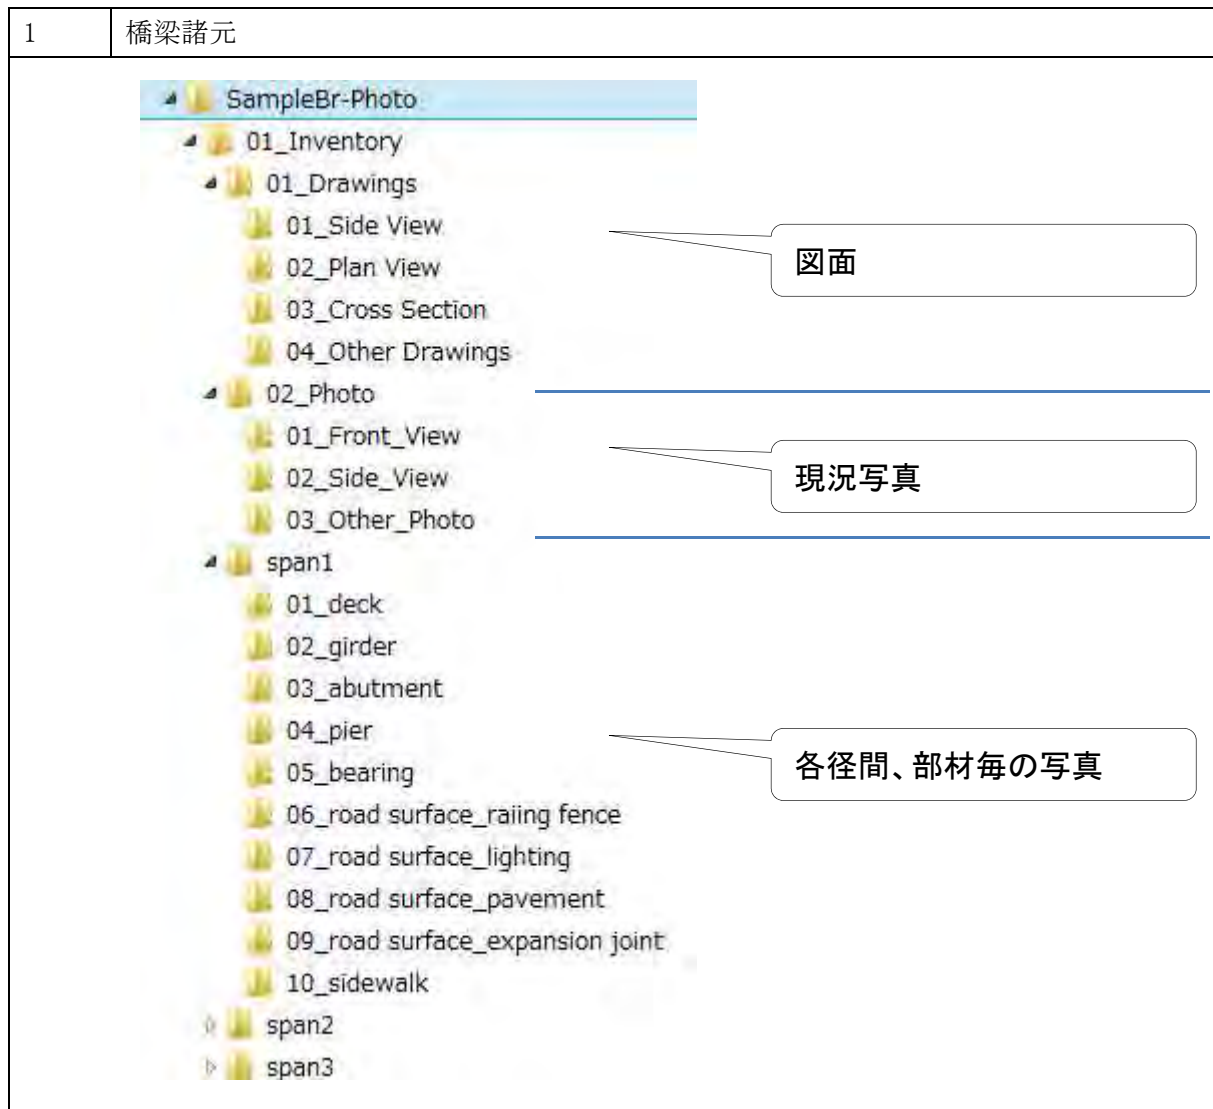 1 橋梁諸元
SampleBr-Photo
01_Inventory
01_Drawings
01_Side View
図面
02_Plan View
03_Cross Section
04_Other Drawings
02_Photo
01_Front_View
現況写真
02_Side_View
03_Other_Photo
span1
01_deck
02_girder
03_abutment
04_pier
各径間、部材毎の写真
05_bearing
06_road surface_raiing fence
07_road surface_lighting
08_road surface_pavement
09_road surface_expansion joint
10_sidewalk
span2
span3